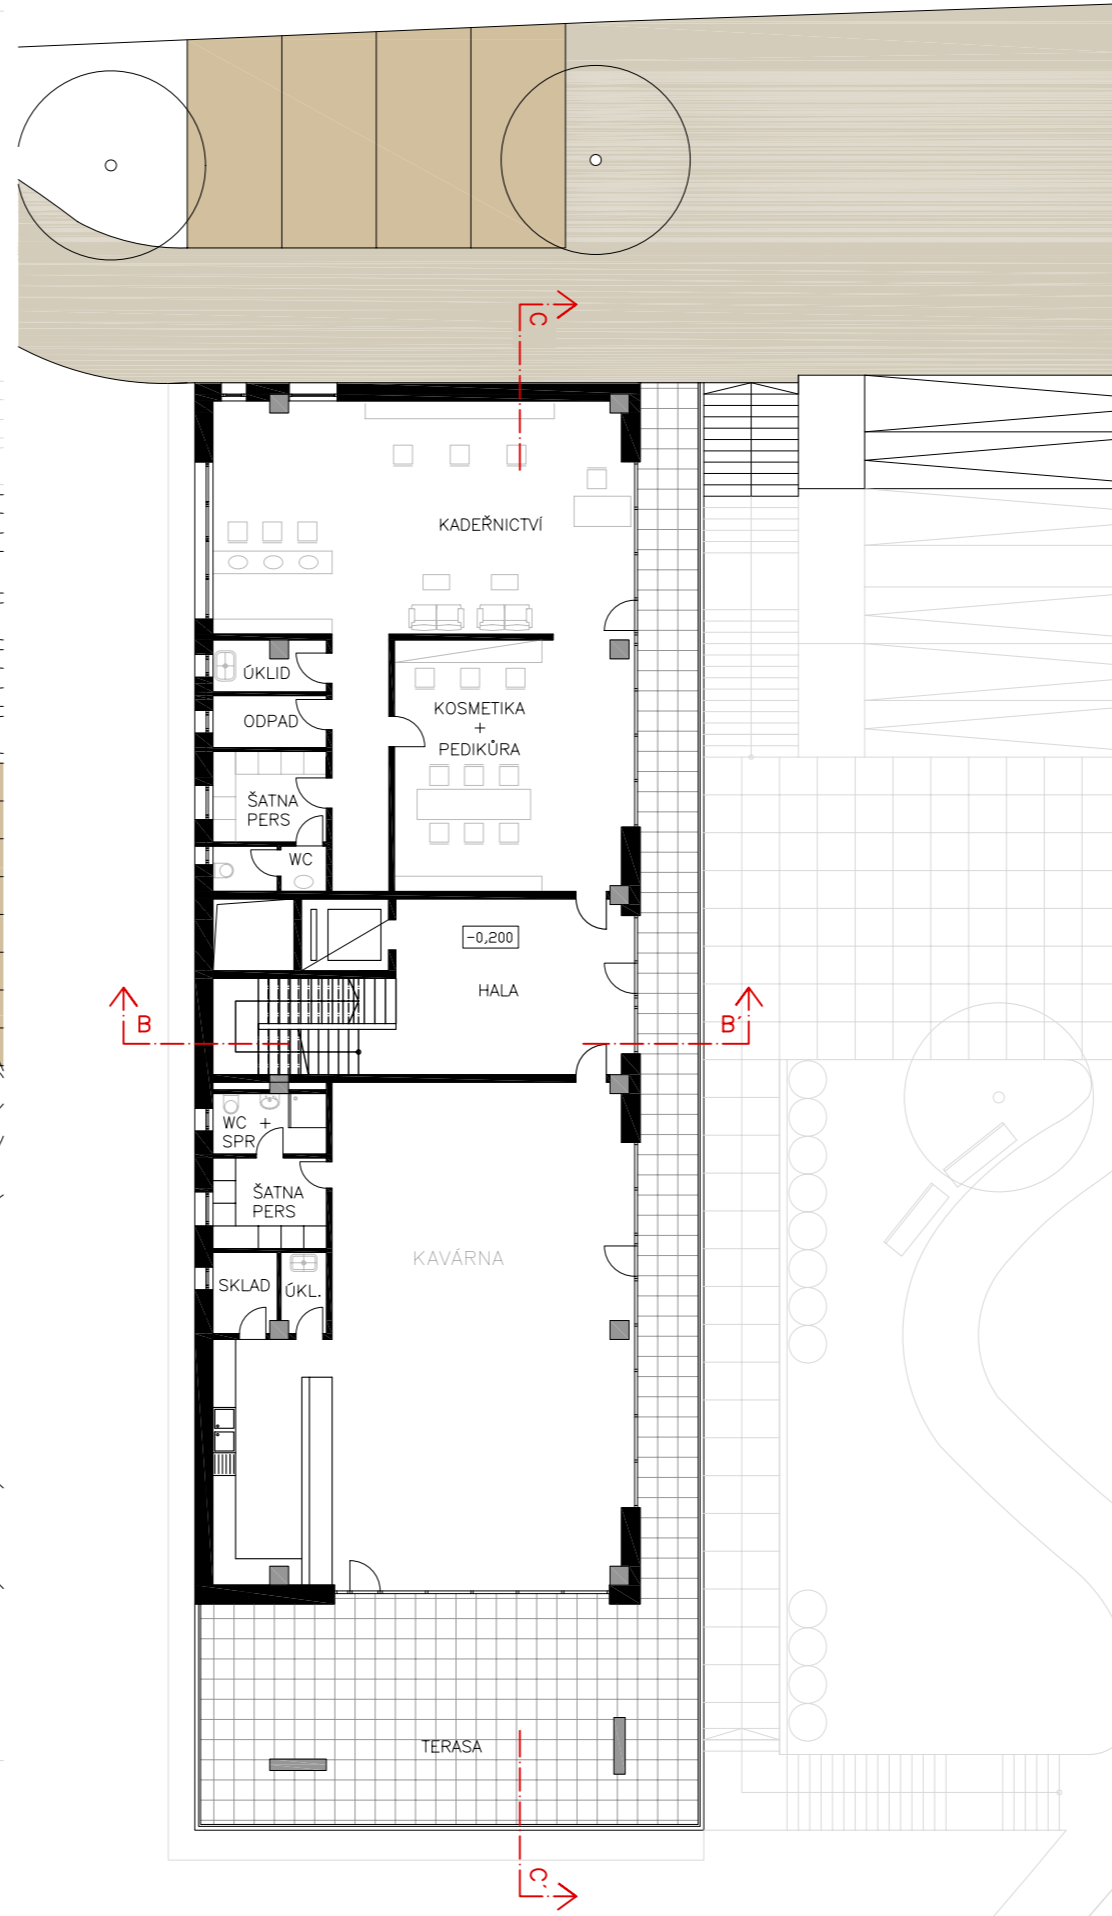 C
KADEŘNICTVÍ
ÚKLID
ODPAD
KOSMETIKA
+
PEDIKŮRA
ŠATNA
PERS
WC
-0,200
HALA
B
B´
WC +
SPR
ŠATNA
PERS
KAVÁRNA
SKLAD
ÚKL.
TERASA
C´